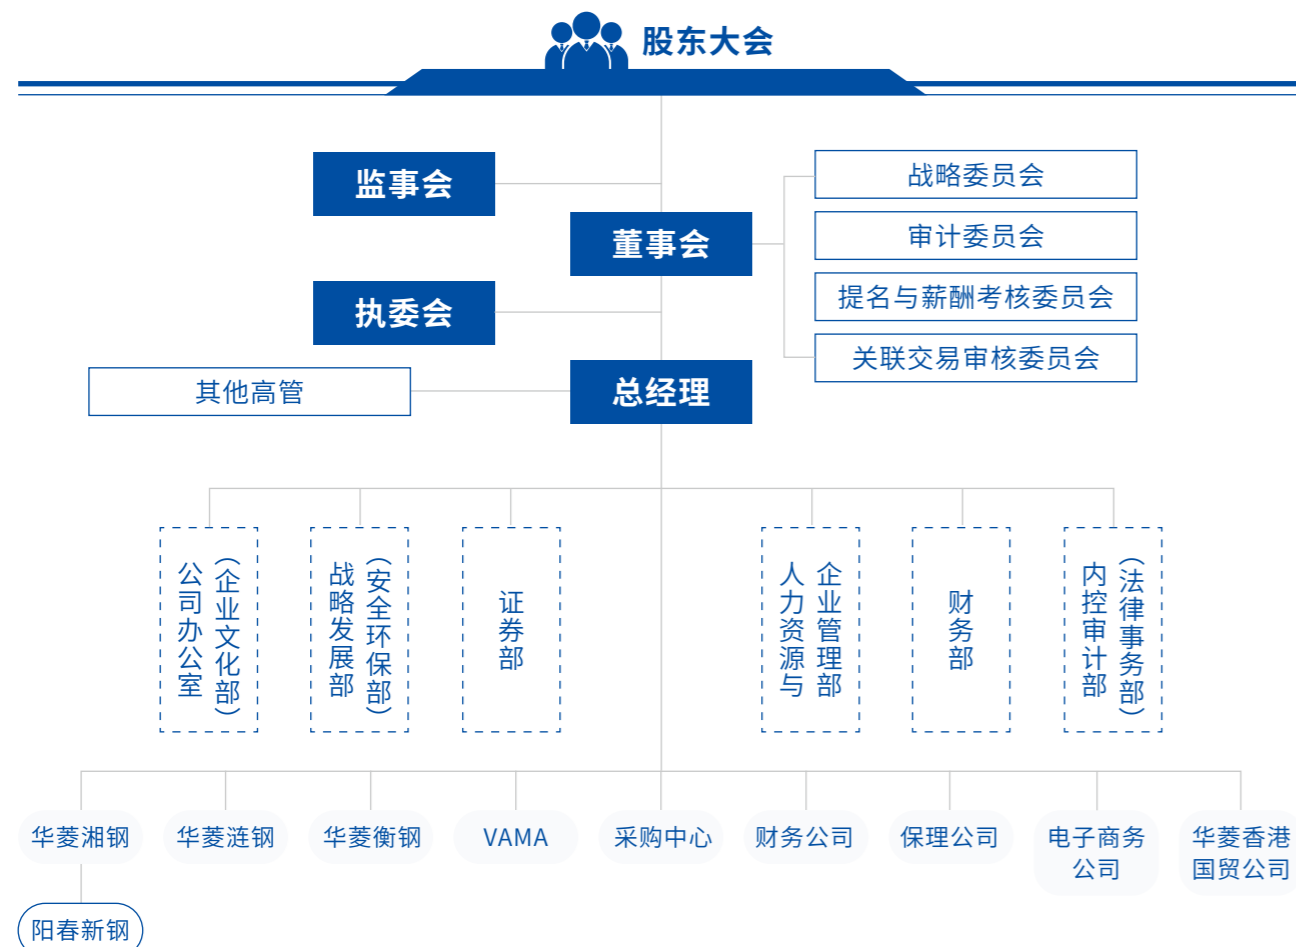 股东大会
监事会
董事会
战略委员会
审计委员会
提名与薪酬考核委员会
关联交易审核委员会
执委会
总经理
其他高管
公司办公室
（企业文化部）
战略发展部
（安全环保部）
证券部
人力资源与
企业管理部
财务部
内控审计部
（法律事务部）
华菱湘钢
华菱涟钢
华菱衡钢
VAMA
采购中心
财务公司
保理公司
电子商务
公司
华菱香港
国贸公司
阳春新钢